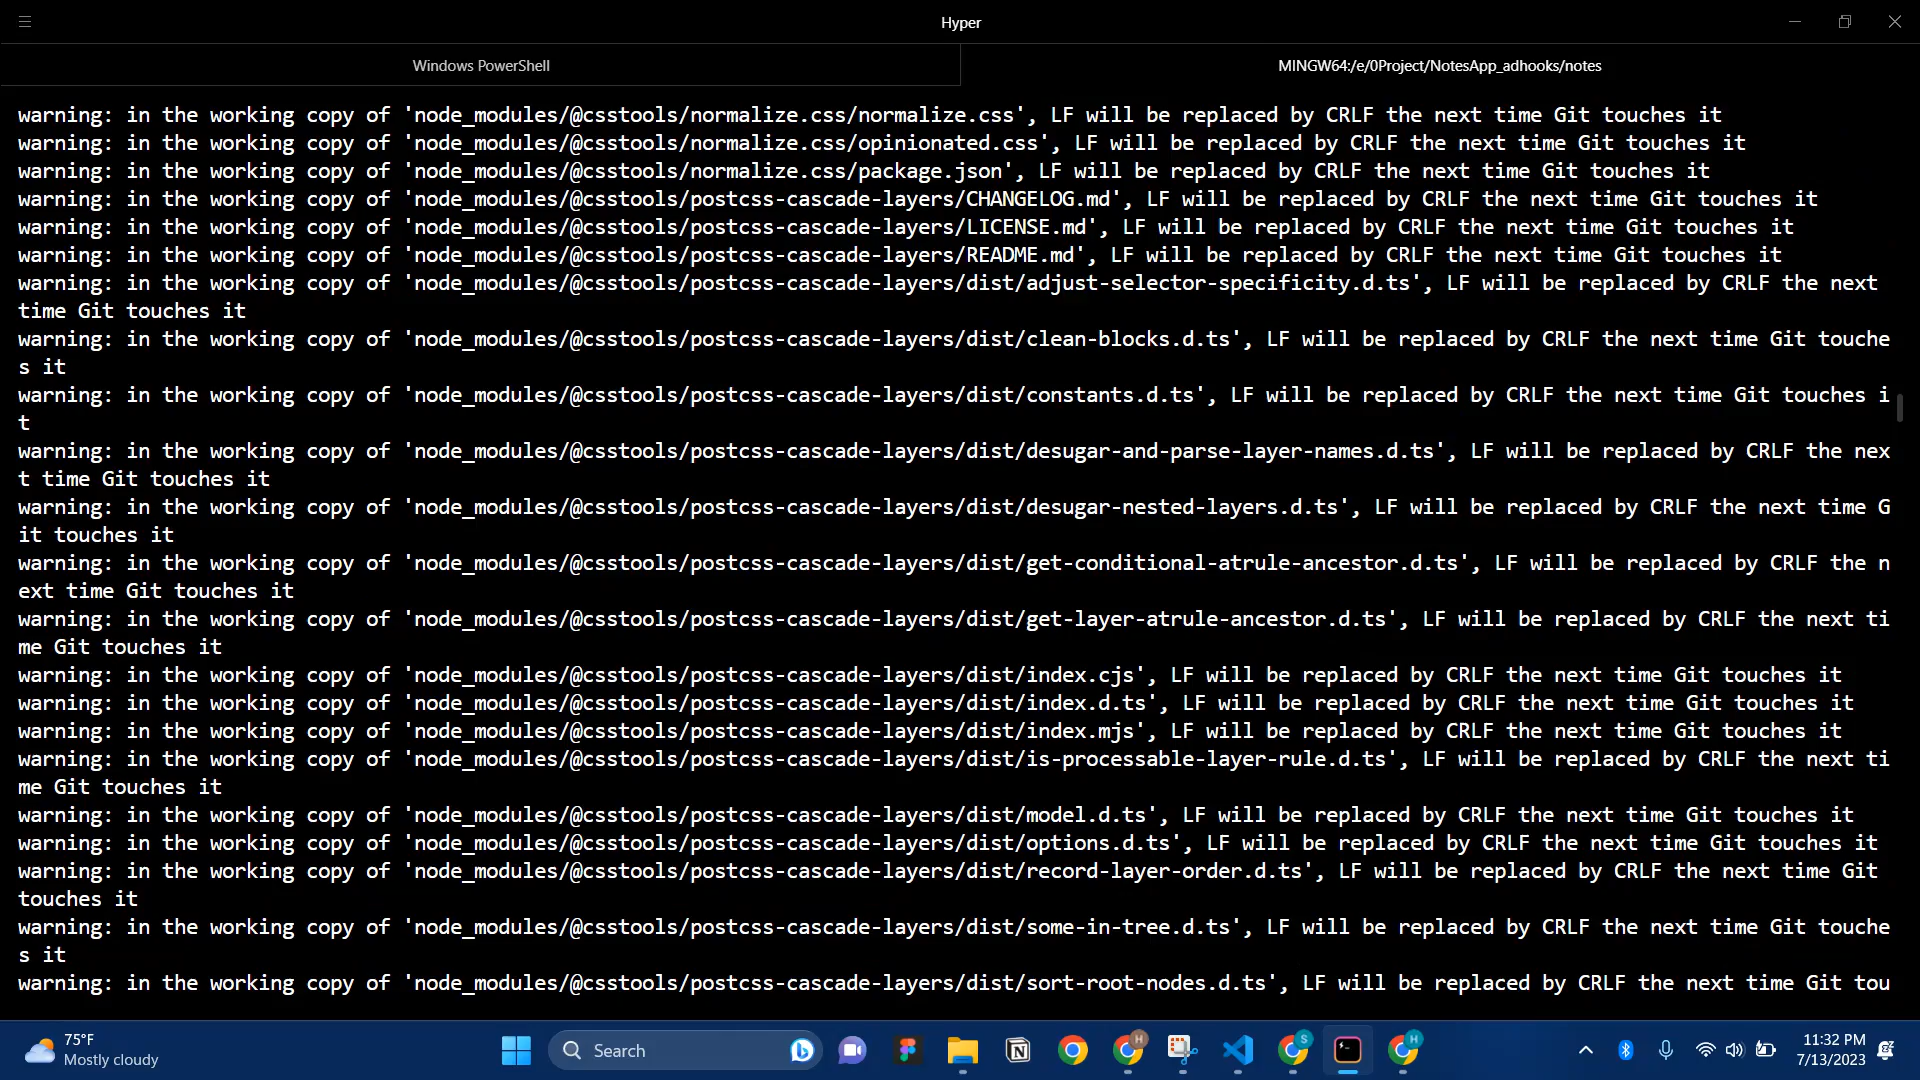 Hyper
Windows PowerShell
MINGW64:/e/0Project/NotesApp_adhooks/notes
warning: in the working copy of 'node_modules/@csstools/normalize.css/normalize.css', LF will be replaced by CRLF the next time Git touches it
warning: in the working copy of 'node_modules/@csstools/normalize.css/opinionated.css', LF will be replaced by CRLF the next time Git touches it
warning: in the working copy of 'node_modules/@csstools/normalize.css/package.json', LF will be replaced by CRLF the next time Git touches it
warning: in the working copy of 'node_modules/@csstools/postcss-cascade-layers/CHANGELOG.md', LF will be replaced by CRLF the next time Git touches it
warning: in the working copy of 'node_modules/@csstools/postcss-cascade-layers/LICENSE.md', LF will be replaced by CRLF the next time Git touches it
warning: in the working copy of 'node_modules/@csstools/postcss-cascade-layers/README.md', LF will be replaced by CRLF the next time Git touches it
warning: in the working copy of 'node_modules/@csstools/postcss-cascade-layers/dist/adjust-selector-specificity.d.ts', LF will be replaced by CRLF the next
time Git touches it
warning: in the working copy of 'node_modules/@csstools/postcss-cascade-layers/dist/clean-blocks.d.ts', LF will be replaced by CRLF the next time Git touche
s it
warning: in the working copy of 'node_modules/@csstools/postcss-cascade-layers/dist/constants.d.ts', LF will be replaced by CRLF the next time Git touches i
t
warning: in the working copy of 'node_modules/@csstools/postcss-cascade-layers/dist/desugar-and-parse-layer-names.d.ts', LF will be replaced by CRLF the nex
t time Git touches it
warning: in the working copy of 'node_modules/@csstools/postcss-cascade-layers/dist/desugar-nested-layers.d.ts', LF will be replaced by CRLF the next time G
it touches it
warning: in the working copy of 'node_modules/@csstools/postcss-cascade-layers/dist/get-conditional-atrule-ancestor.d.ts', LF will be replaced by CRLF the n
ext time Git touches it
warning: in the working copy of 'node_modules/@csstools/postcss-cascade-layers/dist/get-layer-atrule-ancestor.d.ts', LF will be replaced by CRLF the next ti
me Git touches it
warning: in the working copy of 'node_modules/@csstools/postcss-cascade-layers/dist/index.cjs', LF will be replaced by CRLF the next time Git touches it
warning: in the working copy of 'node_modules/@csstools/postcss-cascade-layers/dist/index.d.ts', LF will be replaced by CRLF the next time Git touches it
warning: in the working copy of 'node_modules/@csstools/postcss-cascade-layers/dist/index.mjs', LF will be replaced by CRLF the next time Git touches it
warning: in the working copy of 'node_modules/@csstools/postcss-cascade-layers/dist/is-processable-layer-rule.d.ts', LF will be replaced by CRLF the next ti
me Git touches it
warning: in the working copy of 'node_modules/@csstools/postcss-cascade-layers/dist/model.d.ts', LF will be replaced by CRLF the next time Git touches it
warning: in the working copy of 'node_modules/@csstools/postcss-cascade-layers/dist/options.d.ts', LF will be replaced by CRLF the next time Git touches it
warning: in the working copy of 'node_modules/@csstools/postcss-cascade-layers/dist/record-layer-order.d.ts', LF will be replaced by CRLF the next time Git
touches it
warning: in the working copy of 'node_modules/@csstools/postcss-cascade-layers/dist/some-in-tree.d.ts', LF will be replaced by CRLF the next time Git touche
s it
warning: in the working copy of 'node_modules/@csstools/postcss-cascade-layers/dist/sort-root-nodes.d.ts', LF will be replaced by CRLF the next time Git tou
75°F
Mostly cloudy
Search
H
S
H
11:32 PM
7/13/2023